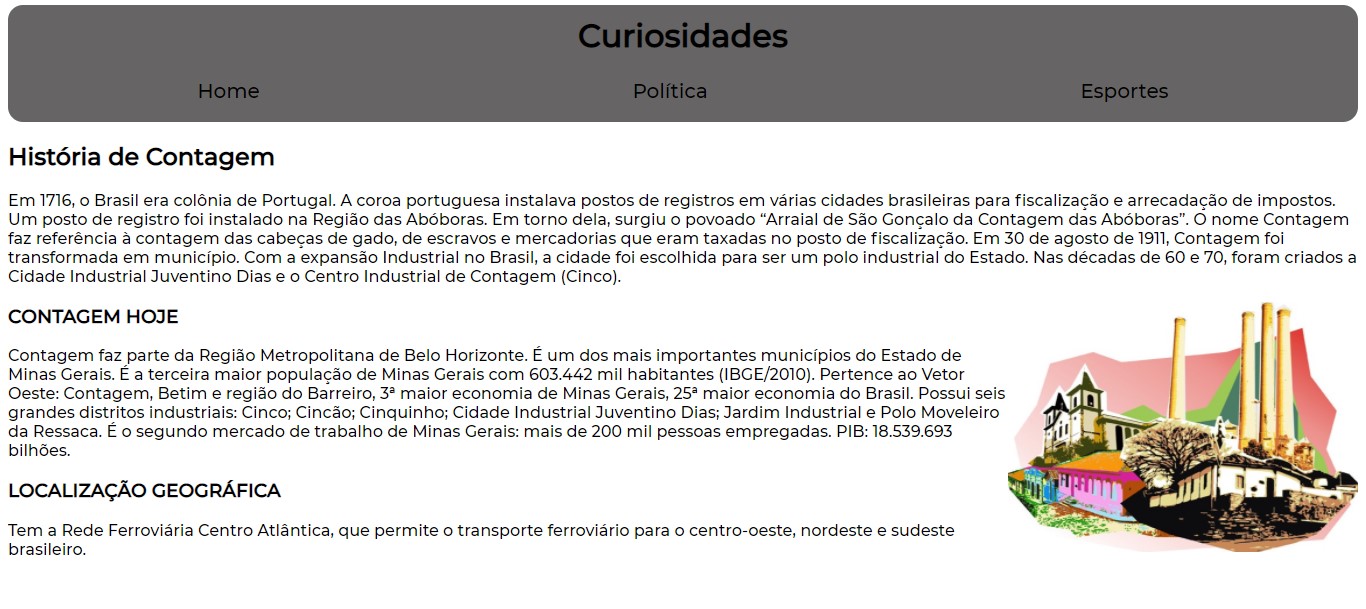 Curiosidades
Home Política Esportes
História de Contagem
Em 1716, o Brasil era colônia de Portugal. A coroa portuguesa instalava postos de registros em várias cidades brasileiras para fiscalização e arrecadação de impostos.
Um posto de registro foi instalado na Região das Abóboras. Em torno dela, surgiu o povoado “Arraial de São Gonçalo da Contagem das Abóboras”. O nome Contagem
faz referência à contagem das cabeças de gado, de escravos e mercadorias que eram taxadas no posto de fiscalização. Em 30 de agosto de 1911, Contagem foi
transformada em município. Com a expansão Industrial no Brasil, a cidade foi escolhida para ser um polo industrial do Estado. Nas décadas de 60 e 70, foram criados a
Cidade Industrial Juventino Dias e o Centro Industrial de Contagem (Cinco).
CONTAGEM HOJE
Contagem faz parte da Região Metropolitana de Belo Horizonte. É um dos mais importantes municípios do Estado de
Minas Gerais. É a terceira maior população de Minas Gerais com 603.442 mil habitantes (IBGE/2010). Pertence ao Vetor
Oeste: Contagem, Betim e região do Barreiro, 3ª maior economia de Minas Gerais, 25ª maior economia do Brasil. Possui seis
grandes distritos industriais: Cinco; Cincão; Cinquinho; Cidade Industrial Juventino Dias; Jardim Industrial e Polo Moveleiro
da Ressaca. É o segundo mercado de trabalho de Minas Gerais: mais de 200 mil pessoas empregadas. PIB: 18.539.693
bilhões.
LOCALIZAÇÃO GEOGRÁFICA
Tem a Rede Ferroviária Centro Atlântica, que permite o transporte ferroviário para o centro-oeste, nordeste e sudeste
brasileiro.